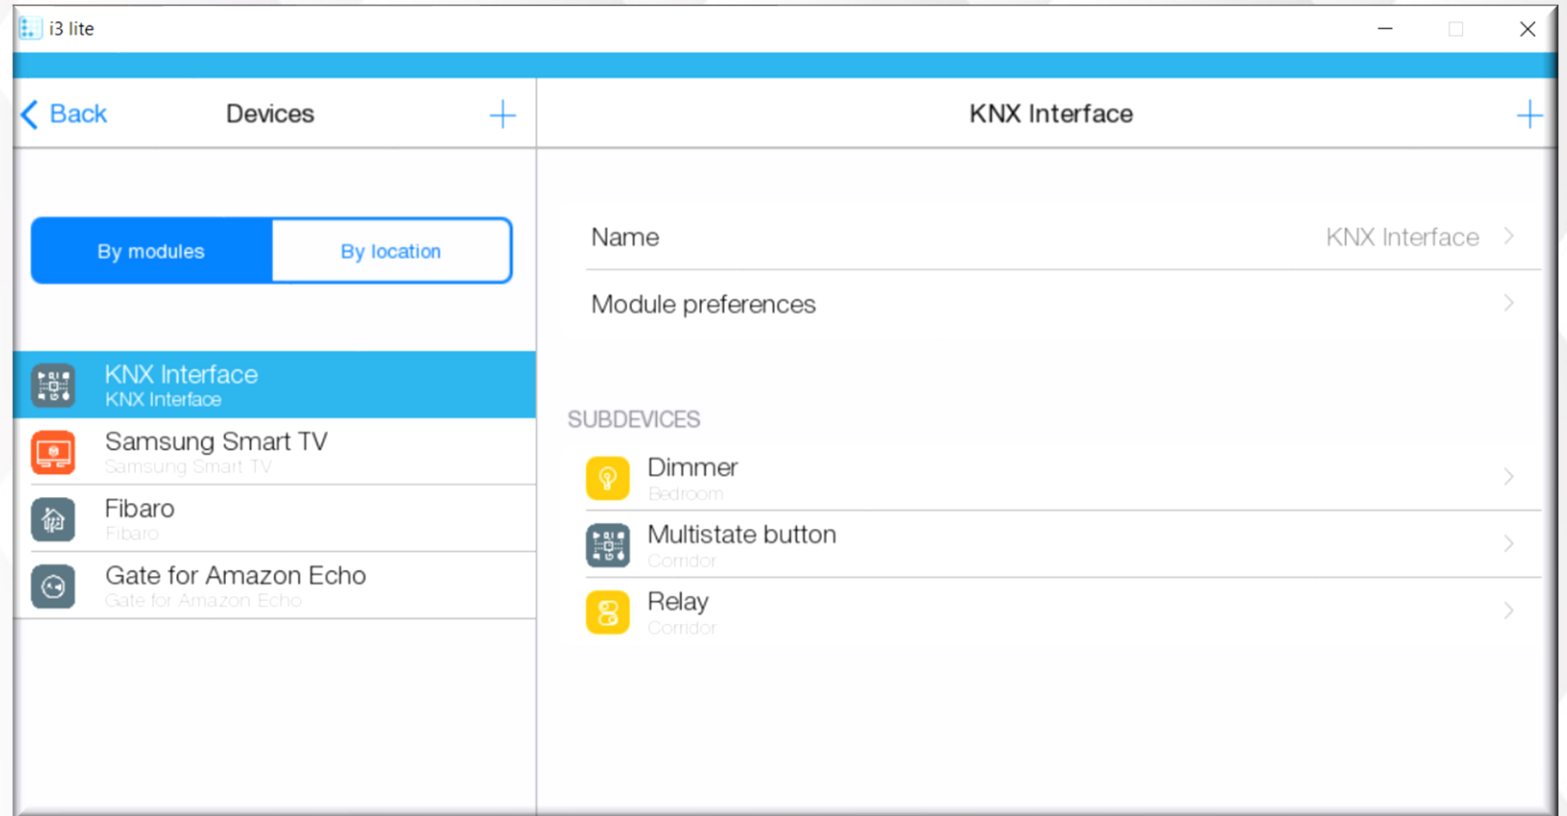 i3 lite
Back
Devices
KNX Interface
By modules
By location
KNX Interface
KNX Interface
Samsung Smart TV
Samsung Smart TV
Fibaro
Fibaro
Gate for Amazon Echo
Gate for Amazon Echo
Name
KNX Interface
Module preferences
SUBDEVICES
Dimmer
Bedroom
Multistate button
Corridor
Relay
Corridor